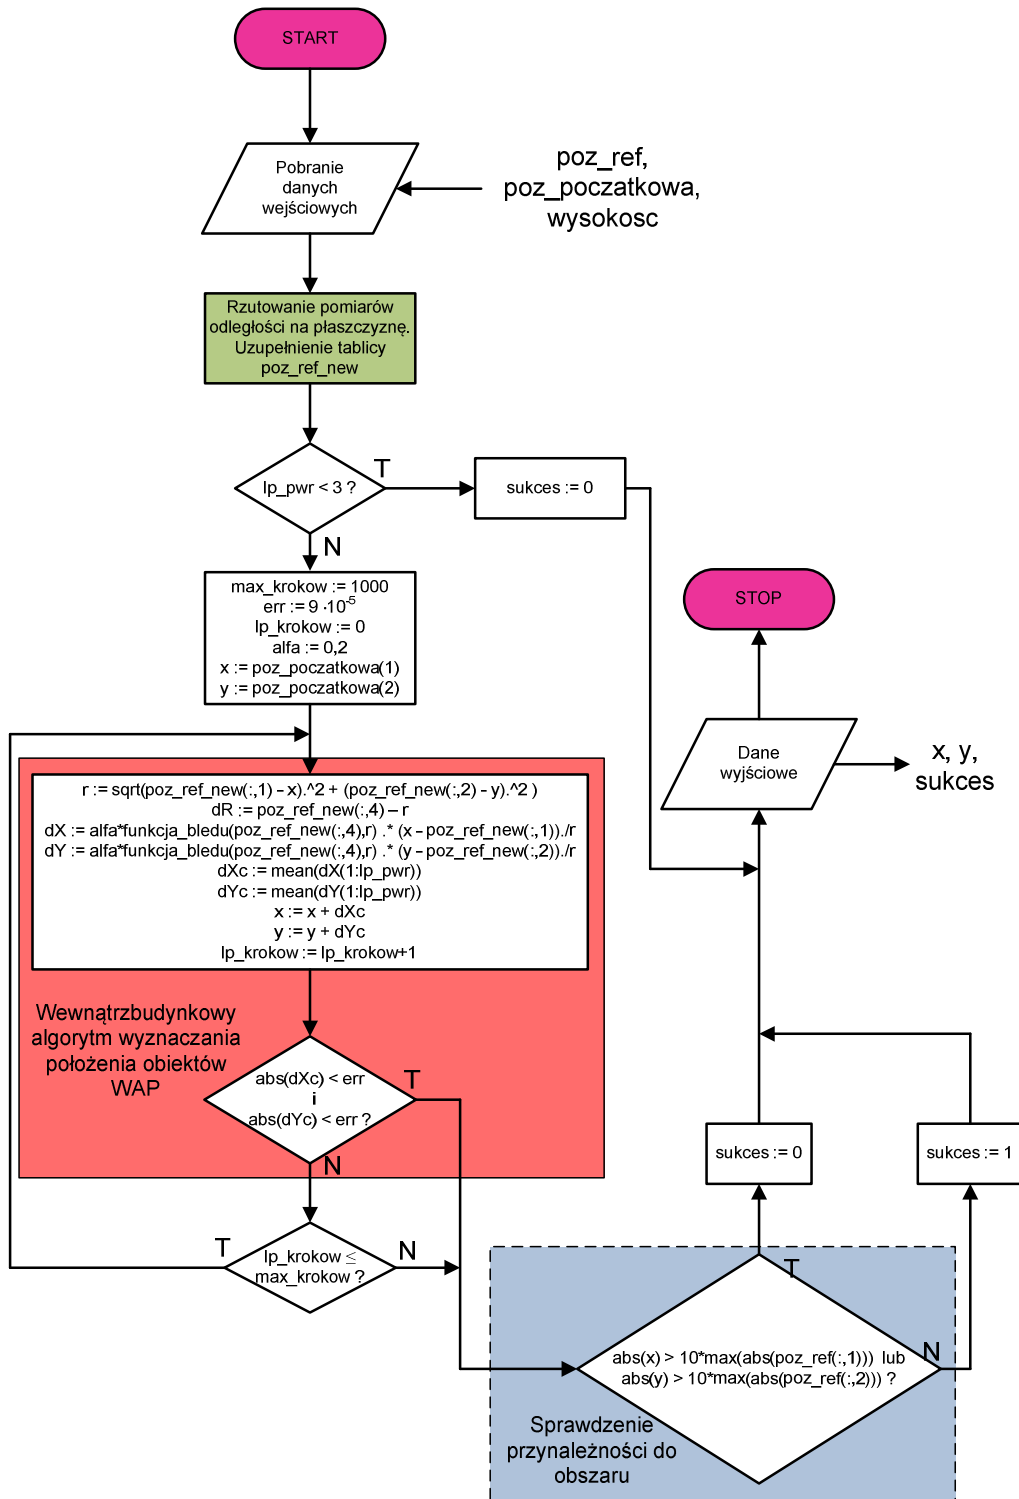 START
Pobranie
danych
wejściowych
poz_ref,
poz_poczatkowa,
wysokosc
Rzutowanie pomiarów
odległości na płaszczyznę.
Uzupełnienie tablicy
poz_ref_new
lp_pwr < 3 ?
T
sukces := 0
N
max_krokow := 1000
err := 9 ·10^-5
lp_krokow := 0
alfa := 0,2
x := poz_poczatkowa(1)
y := poz_poczatkowa(2)
STOP
Dane
wyjściowe
x, y,
sukces
r := sqrt(poz_ref_new(:,1) – x).^2 + (poz_ref_new(:,2) - y).^2 )
dR := poz_ref_new(:,4) – r
dX := alfa*funkcja_bledu(poz_ref_new(:,4),r) .* (x – poz_ref_new(:,1))./r
dY := alfa*funkcja_bledu(poz_ref_new(:,4),r) .* (y – poz_ref_new(:,2))./r
dXc := mean(dX(1:lp_pwr))
dYc := mean(dY(1:lp_pwr))
x := x + dXc
y := y + dYc
lp_krokow := lp_krokow+1
Wewnątrzbudynkowy
algorytm wyznaczania
położenia obiektów
WAP
abs(dXc) < err
i
abs(dYc) < err ?
T
N
lp_krokow ≤
max_krokow ?
T
N
sukces := 0
sukces := 1
T
abs(x) > 10*max(abs(poz_ref(:,1))) lub
abs(y) > 10*max(abs(poz_ref(:,2))) ?
N
Sprawdzenie
przynależności do
obszaru